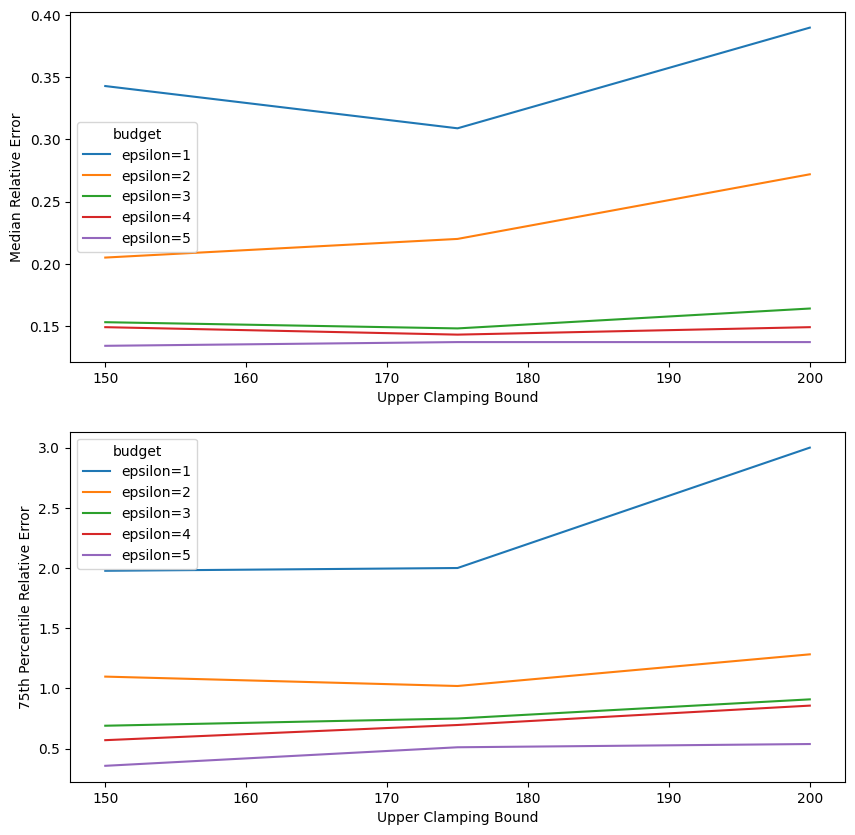 0.40
0.35
0.30
0.25
0.20
0.15
Median Relative Error
budget
epsilon=1
epsilon=2
epsilon=3
epsilon=4
epsilon=5
150 160 170 180 190 200
Upper Clamping Bound
3.0
2.5
2.0
1.5
1.0
0.5
75th Percentile Relative Error
budget
epsilon=1
epsilon=2
epsilon=3
epsilon=4
epsilon=5
150 160 170 180 190 200
Upper Clamping Bound